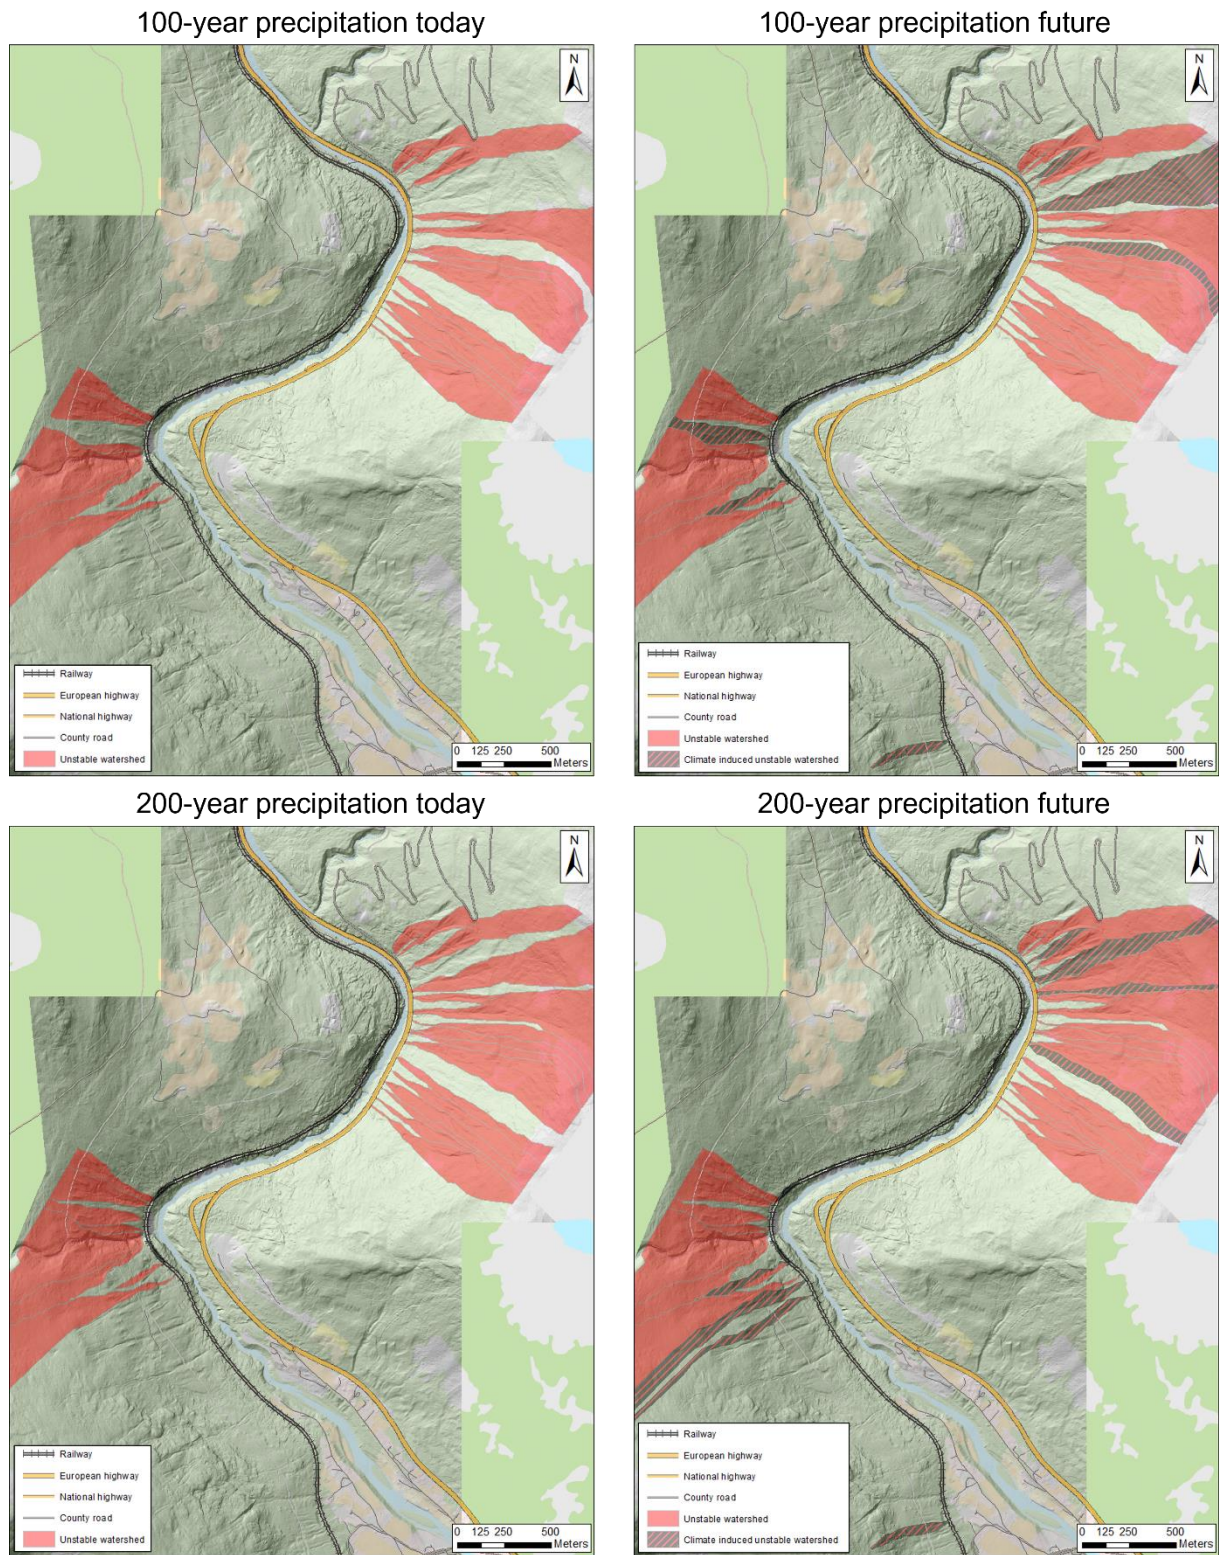 100-year precipitation today
100-year precipitation future
N
N
Railway
European highway
National highway
County road
Unstable watershed
0 125 250 500
Meters
Railway
European highway
National highway
County road
Unstable watershed
Climate induced unstable watershed
0 125 250 500
Meters
200-year precipitation today
200-year precipitation future
N
N
Railway
European highway
National highway
County road
Unstable watershed
0 125 250 500
Meters
Railway
European highway
National highway
County road
Unstable watershed
Climate induced unstable watershed
0 125 250 500
Meters